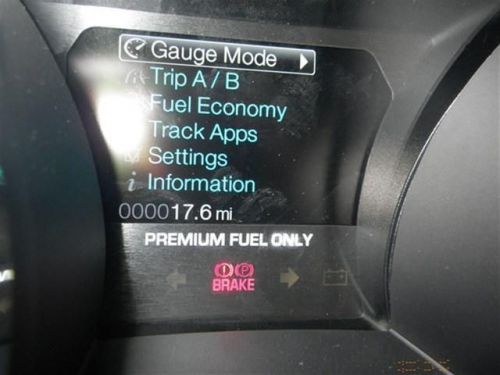 Gauge Mode
Trip A / B
Fuel Economy
Track Apps
Settings
Information
000017.6 mi
PREMIUM FUEL ONLY
BRAKE